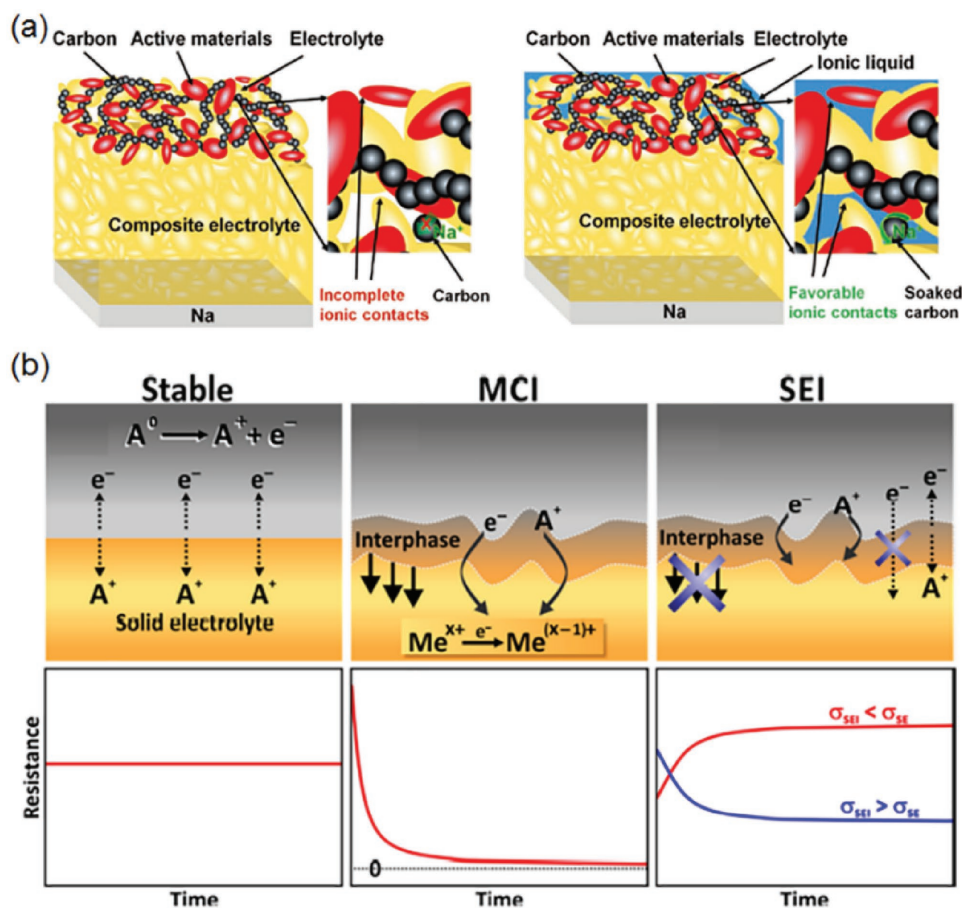 (a)
Carbon Active materials Electrolyte
Composite electrolyte
Na
Na⁺
Incomplete
ionic contacts
Carbon
Carbon Active materials Electrolyte
Ionic liquid
Composite electrolyte
Na
Na
Favorable
ionic contacts
Soaked
carbon
(b)
Stable
A⁰ → A⁺ + e⁻
e⁻ e⁻ e⁻
A⁺ A⁺ A⁺
Solid electrolyte
MCI
e⁻ A⁺
Interphase
Meˣ⁺ e⁻→ Me⁽ˣ⁻¹⁾⁺
SEI
e⁻ A⁺ e⁻ e⁻
Interphase
A⁺
Resistance
Time
0
Time
σSEI < σSE
σSEI > σSE
Time